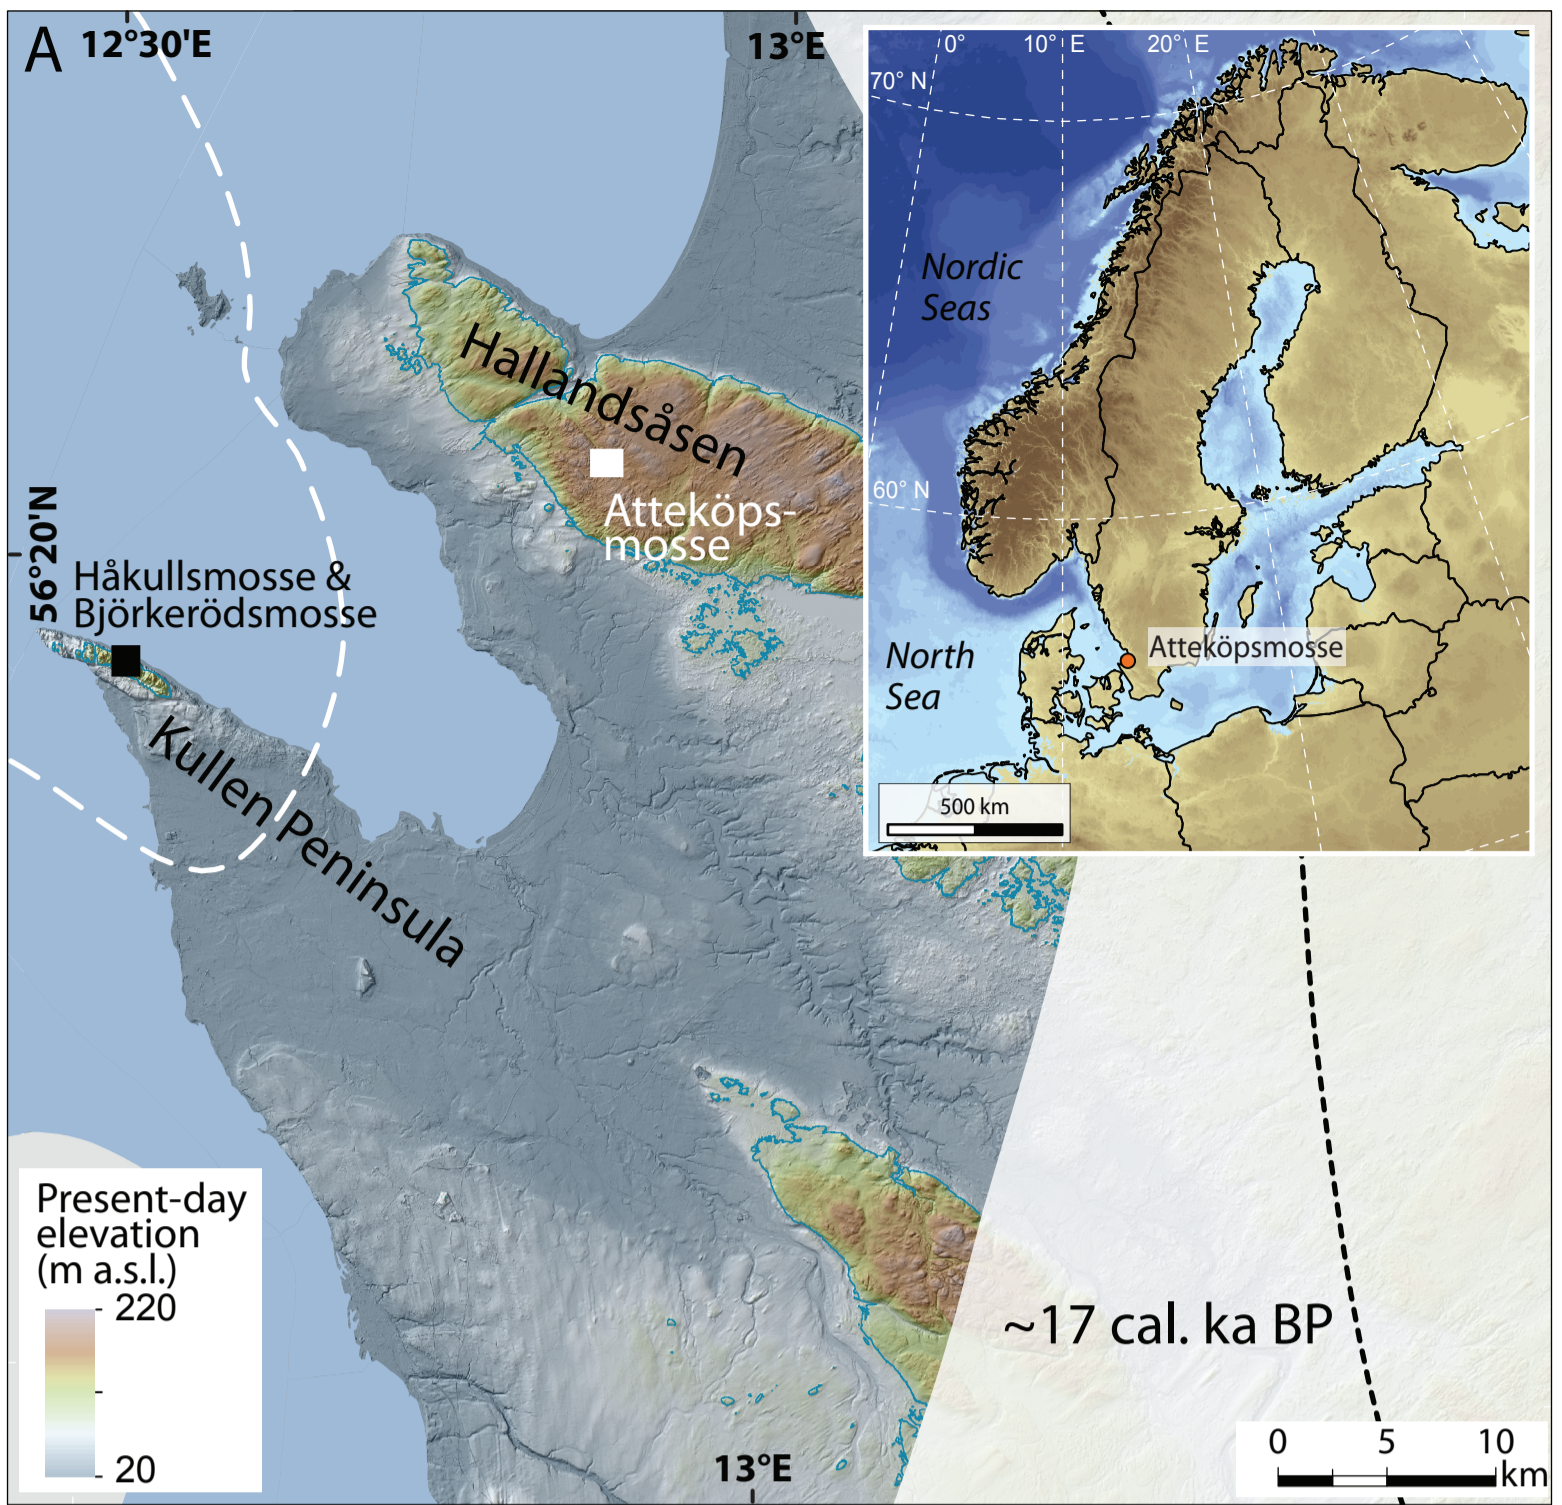 A
12°30'E
13°E
0°
10° E
20° E
70° N
Nordic
Seas
Hallandsåsen
Atteköps-
mosse
60° N
56°20'N
Håkullsmosse &
Björkerödsmosse
North
Sea
Atteköpsmosse
Kullen Peninsula
500 km
Present-day
elevation
(m a.s.l.)
220
20
~17 cal. ka BP
13°E
0 5 10
km